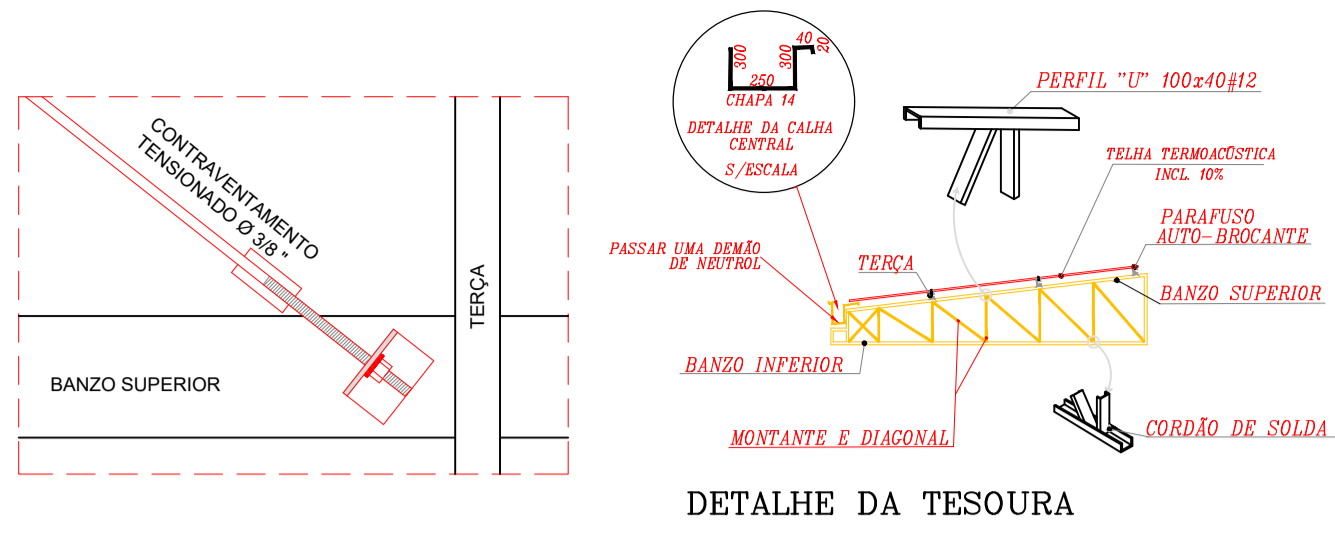 CONTRAVENTAMENTO
TENSIONADO Ø 3/8 "
TERÇA
BANZO SUPERIOR
300
300
40
20
250
CHAPA 14
DETALHE DA CALHA
CENTRAL
S/ESCALA
PERFIL "U" 100x40#12
TELHA TERMOACÚSTICA
INCL. 10%
PARAFUSO
AUTO-BROCANTE
PASSAR UMA DEMÃO
DE NEUTROL
TERÇA
BANZO SUPERIOR
BANZO INFERIOR
MONTANTE E DIAGONAL
CORDÃO DE SOLDA
DETALHE DA TESOURA